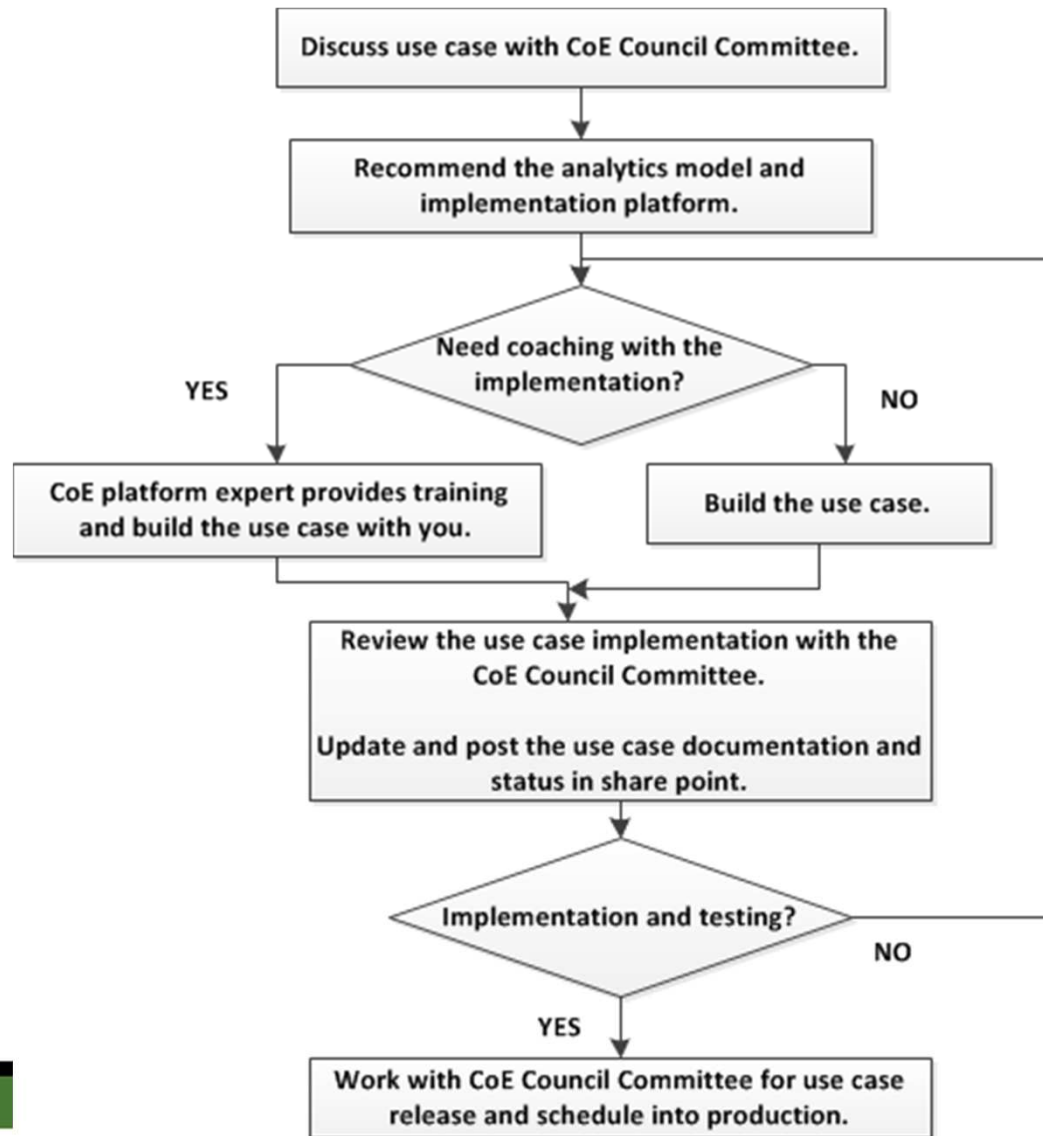 Discuss use case with CoE Council Committee.
Recommend the analytics model and
implementation platform.
Need coaching with the
implementation?
YES
NO
CoE platform expert provides training
and build the use case with you.
Build the use case.
Review the use case implementation with the
CoE Council Committee.
Update and post the use case documentation and
status in share point.
Implementation and testing?
NO
YES
Work with CoE Council Committee for use case
release and schedule into production.